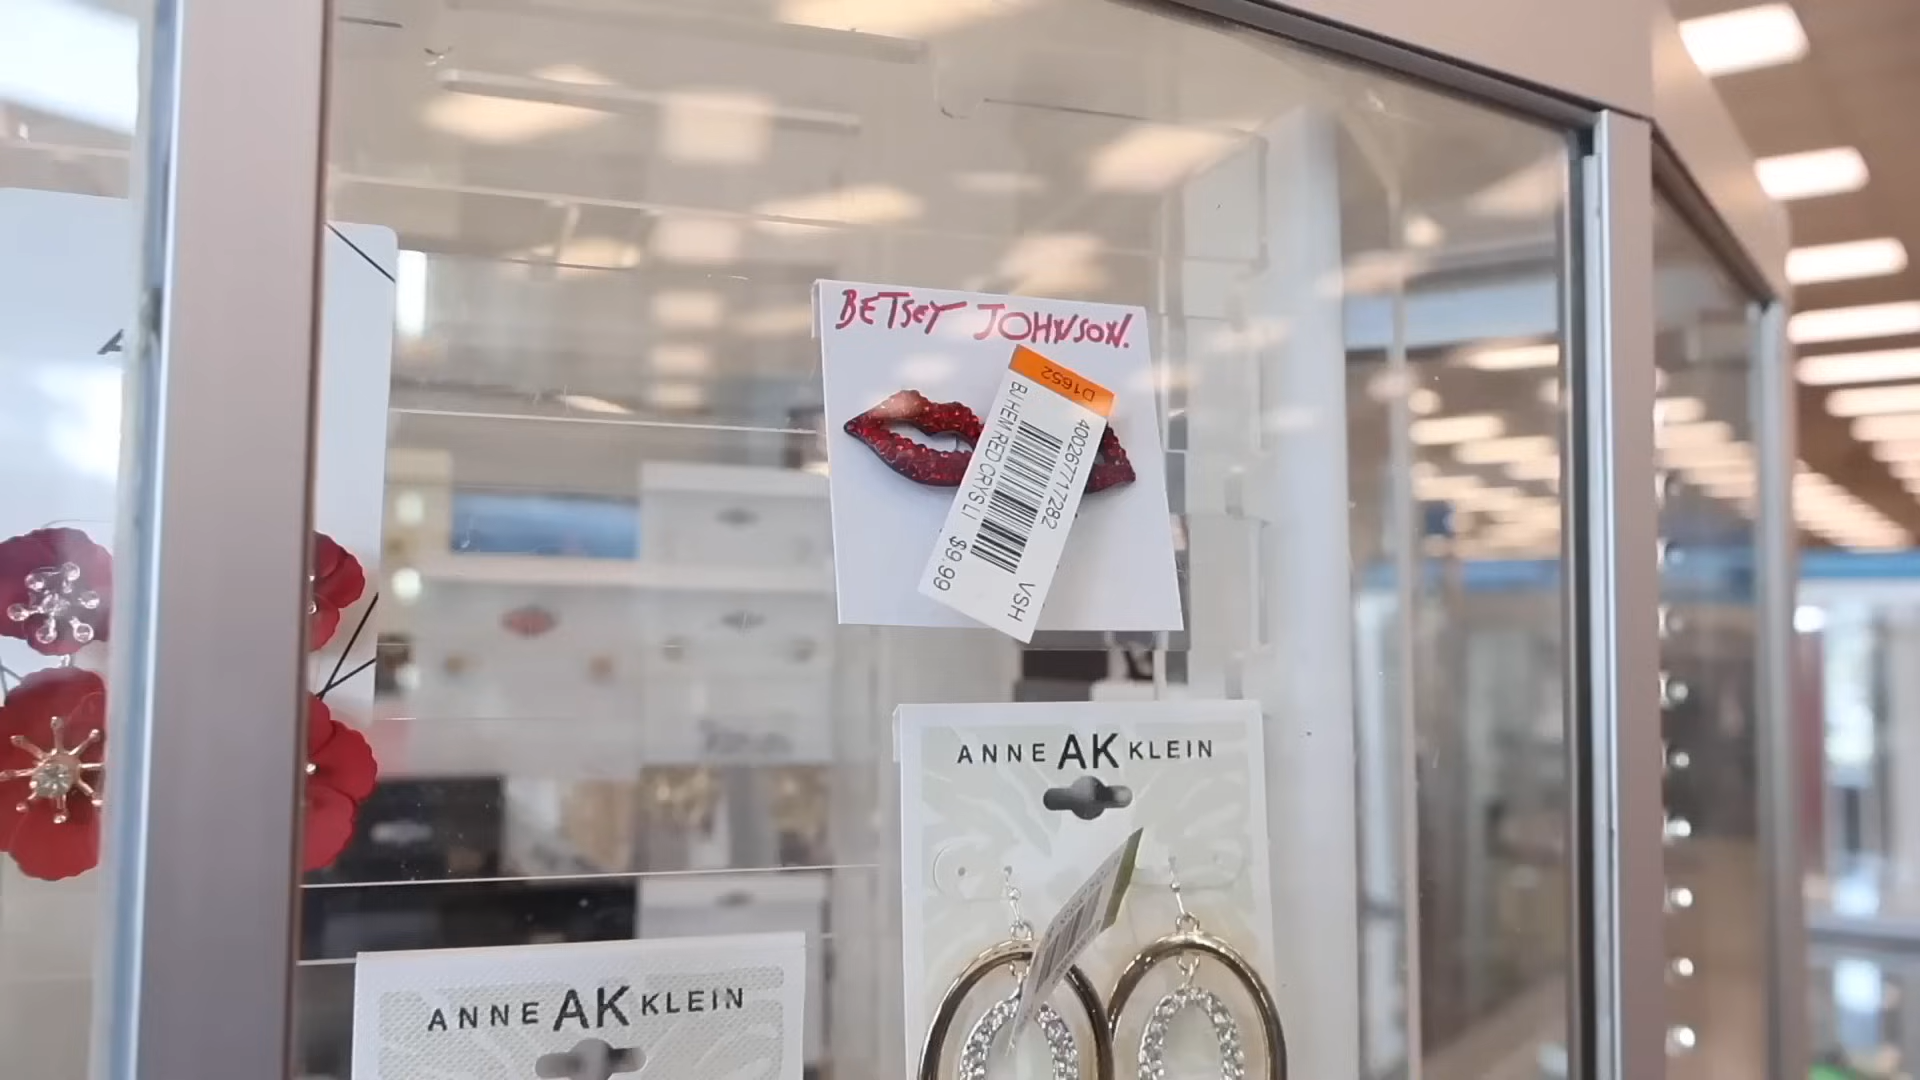 BETSEY JOHNSON.
D1652
400267717282
BJ HEM RED CRYS LI
$9.99
VSH
ANNE AK KLEIN
ANNE AK KLEIN